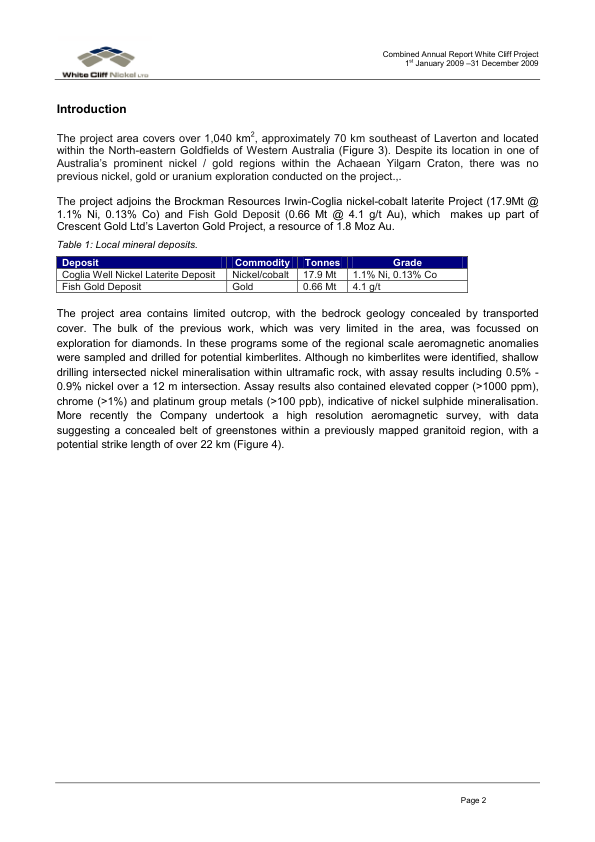 White Cliff Nickel LTD
Combined Annual Report White Cliff Project
1st January 2009 –31 December 2009
Introduction
The project area covers over 1,040 km2, approximately 70 km southeast of Laverton and located
within the North-eastern Goldfields of Western Australia (Figure 3). Despite its location in one of
Australia's prominent nickel / gold regions within the Achaean Yilgarn Craton, there was no
previous nickel, gold or uranium exploration conducted on the project.,.
The project adjoins the Brockman Resources Irwin-Coglia nickel-cobalt laterite Project (17.9Mt @
1.1% Ni, 0.13% Co) and Fish Gold Deposit (0.66 Mt @ 4.1 g/t Au), which makes up part of
Crescent Gold Ltd's Laverton Gold Project, a resource of 1.8 Moz Au.
Table 1: Local mineral deposits.
Deposit Commodity Tonnes Grade
Coglia Well Nickel Laterite Deposit Nickel/cobalt 17.9 Mt 1.1% Ni, 0.13% Co
Fish Gold Deposit Gold 0.66 Mt 4.1 g/t
The project area contains limited outcrop, with the bedrock geology concealed by transported
cover. The bulk of the previous work, which was very limited in the area, was focussed on
exploration for diamonds. In these programs some of the regional scale aeromagnetic anomalies
were sampled and drilled for potential kimberlites. Although no kimberlites were identified, shallow
drilling intersected nickel mineralisation within ultramafic rock, with assay results including 0.5% -
0.9% nickel over a 12 m intersection. Assay results also contained elevated copper (>1000 ppm),
chrome (>1%) and platinum group metals (>100 ppb), indicative of nickel sulphide mineralisation.
More recently the Company undertook a high resolution aeromagnetic survey, with data
suggesting a concealed belt of greenstones within a previously mapped granitoid region, with a
potential strike length of over 22 km (Figure 4).
Page 2